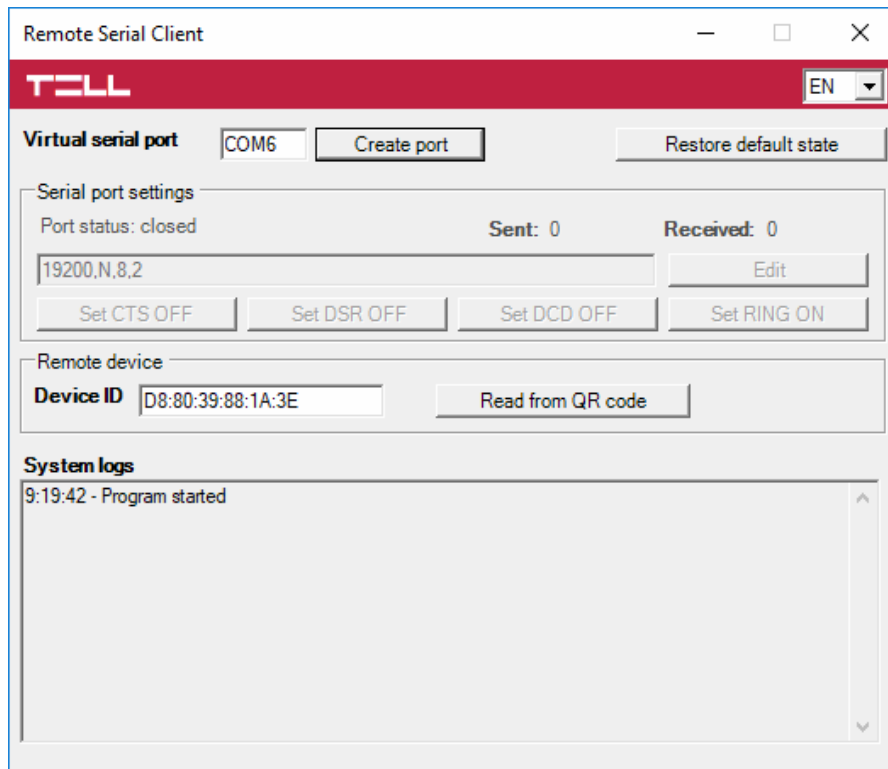 Remote Serial Client
TELL
EN
Virtual serial port COM6 Create port Restore default state
Serial port settings
Port status: closed Sent: 0 Received: 0
19200,N,8,2 Edit
Set CTS OFF Set DSR OFF Set DCD OFF Set RING ON
Remote device
Device ID D8:80:39:88:1A:3E Read from QR code
System logs
9:19:42 - Program started